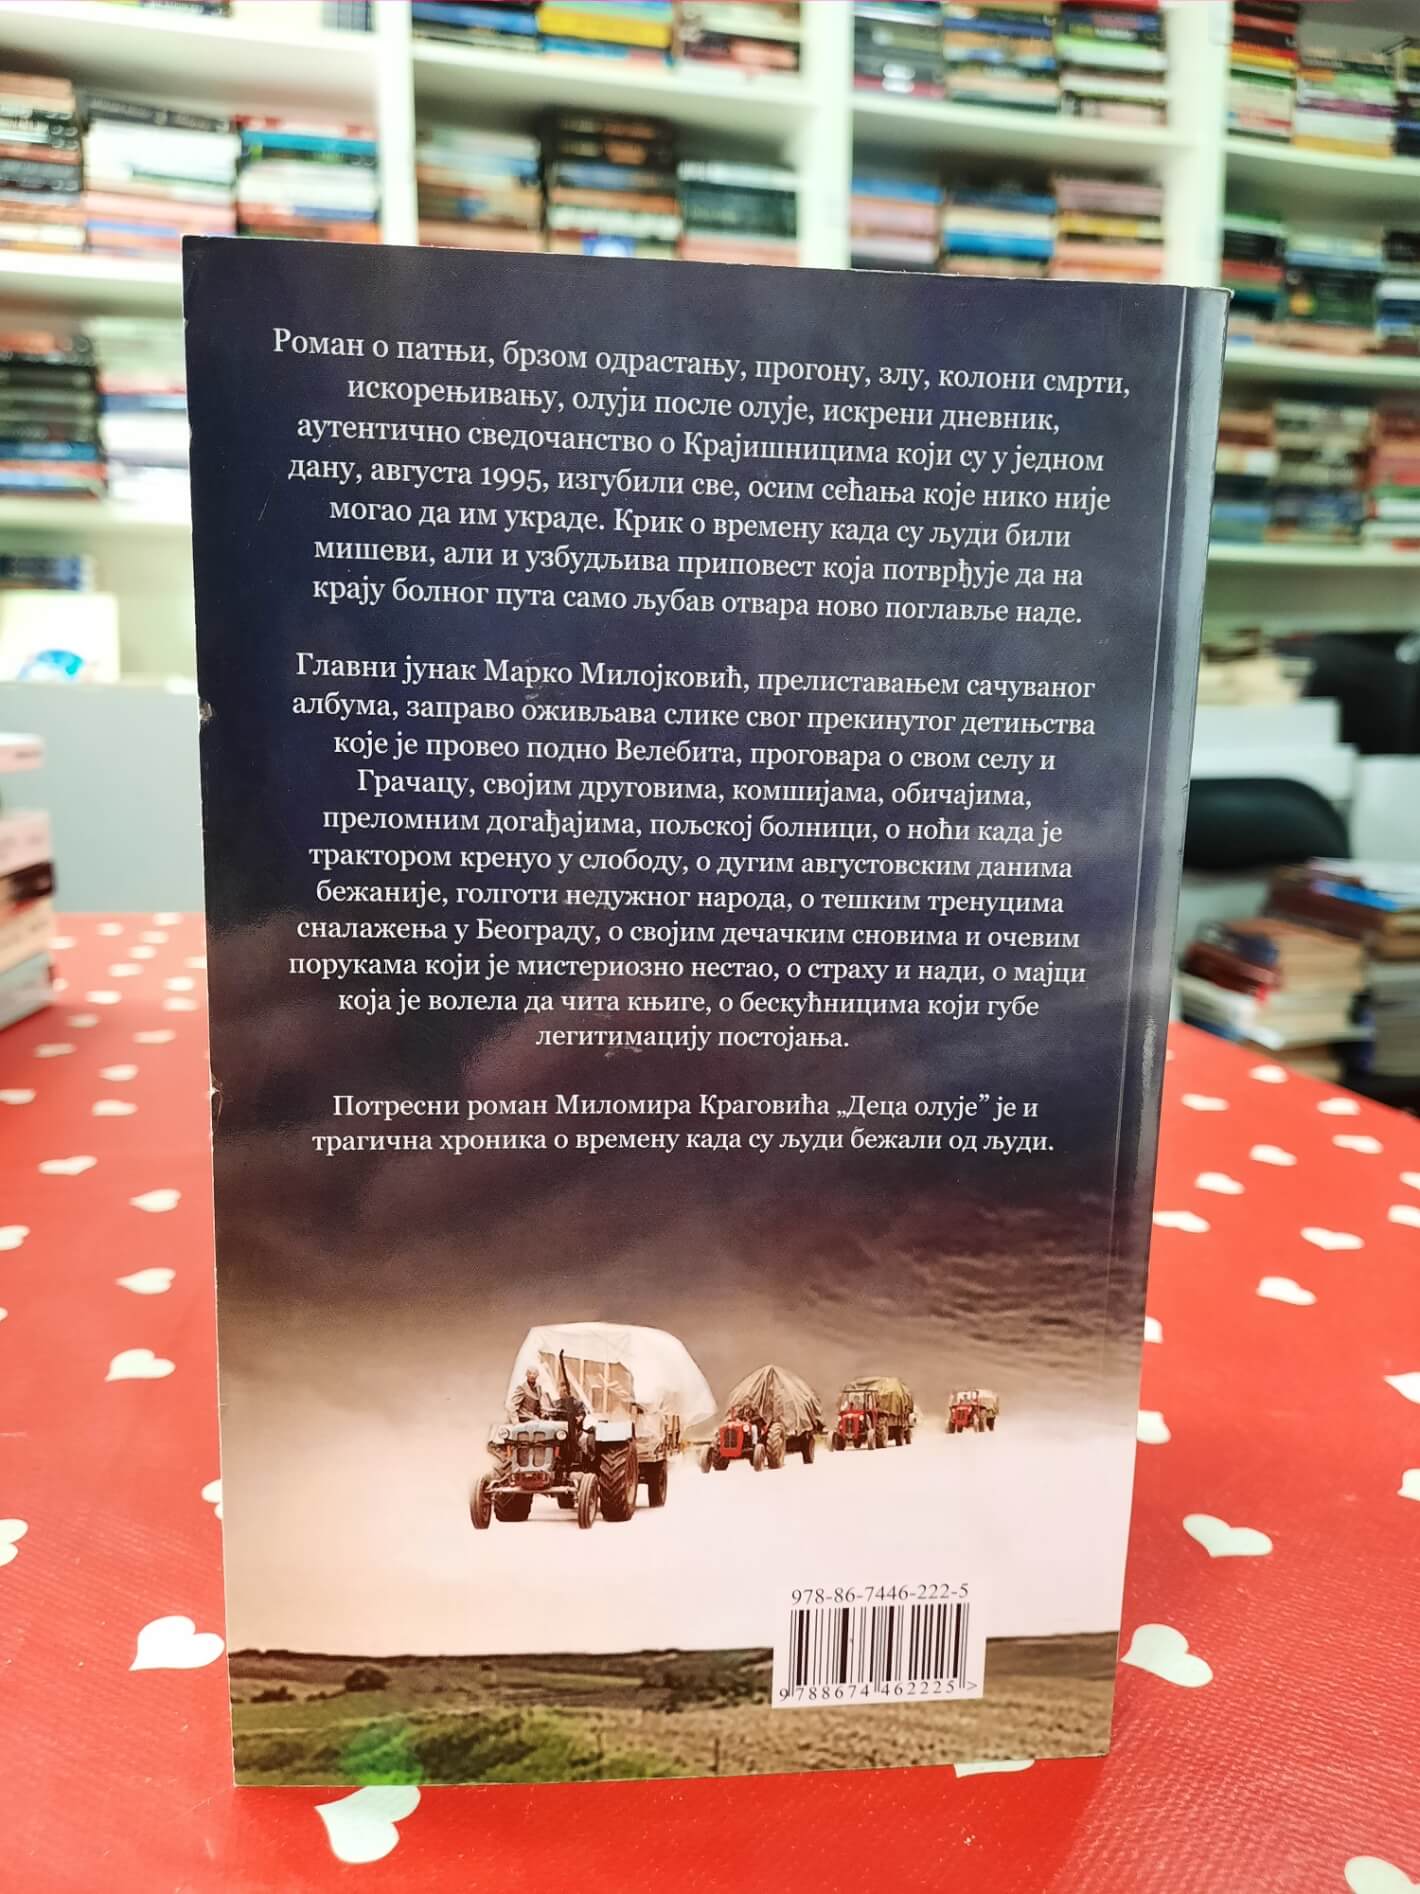 Роман о патњи, брзом одрастању, прогону, злу, колони смрти,
искорењивању, олуји после олује, искрени дневник,
аутентично сведочанство о Крајишницима који су у једном
дану, августа 1995, изгубили све, осим сећања које нико није
могао да им украде. Крик о времену када су људи били
мишеви, али и узбудљива приповест која потврђује да на
крају болног пута само љубав отвара ново поглавље наде.
Главни јунак Марко Милојковић, прелиставањем сачуваног
албума, заправо оживљава слике свог прекинутог детињства
које је провео подно Велебита, проговара о свом селу и
Грачацу, својим друговима, комшијама, обичајима,
преломним догађајима, пољској болници, о ноћи када је
трактором кренуо у слободу, о дугим августовским данима
бежаније, голготи недужног народа, о тешким тренуцима
сналажења у Београду, о својим дечачким сновима и очевим
порукама који је мистериозно нестао, о страху и нади, о мајци
која је волела да чита књиге, о бескућницима који губе
легитимацију постојања.
Потресни роман Миломира Краговића „Деца олује” је и
трагична хроника о времену када су људи бежали од људи.
978-86-7446-222-5
9 788674 462225 >